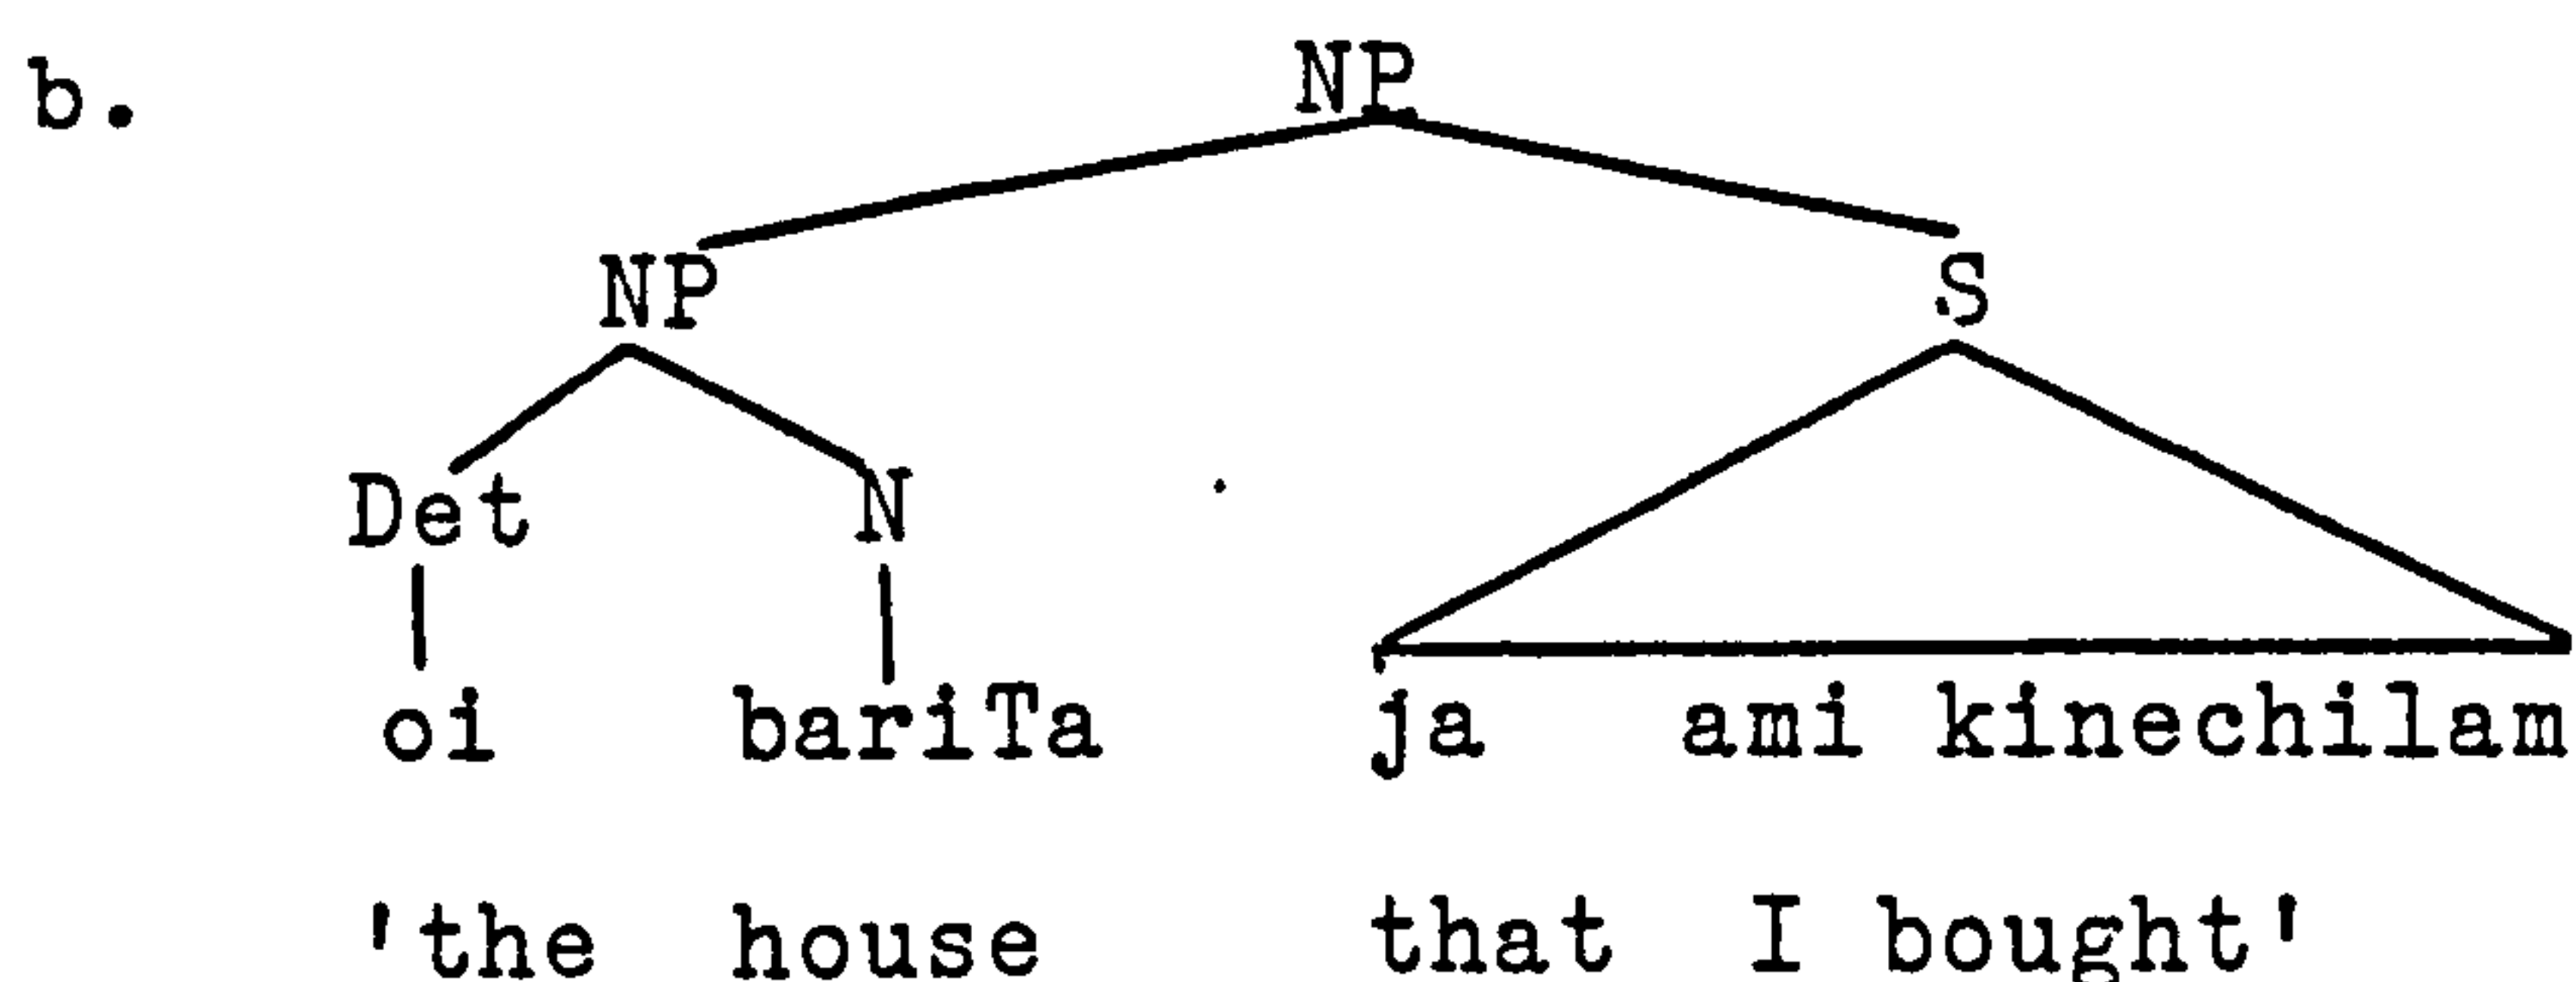 b. NP
NP S
Det N
oi bariTa ja ami kinechilam
'the house that I bought'